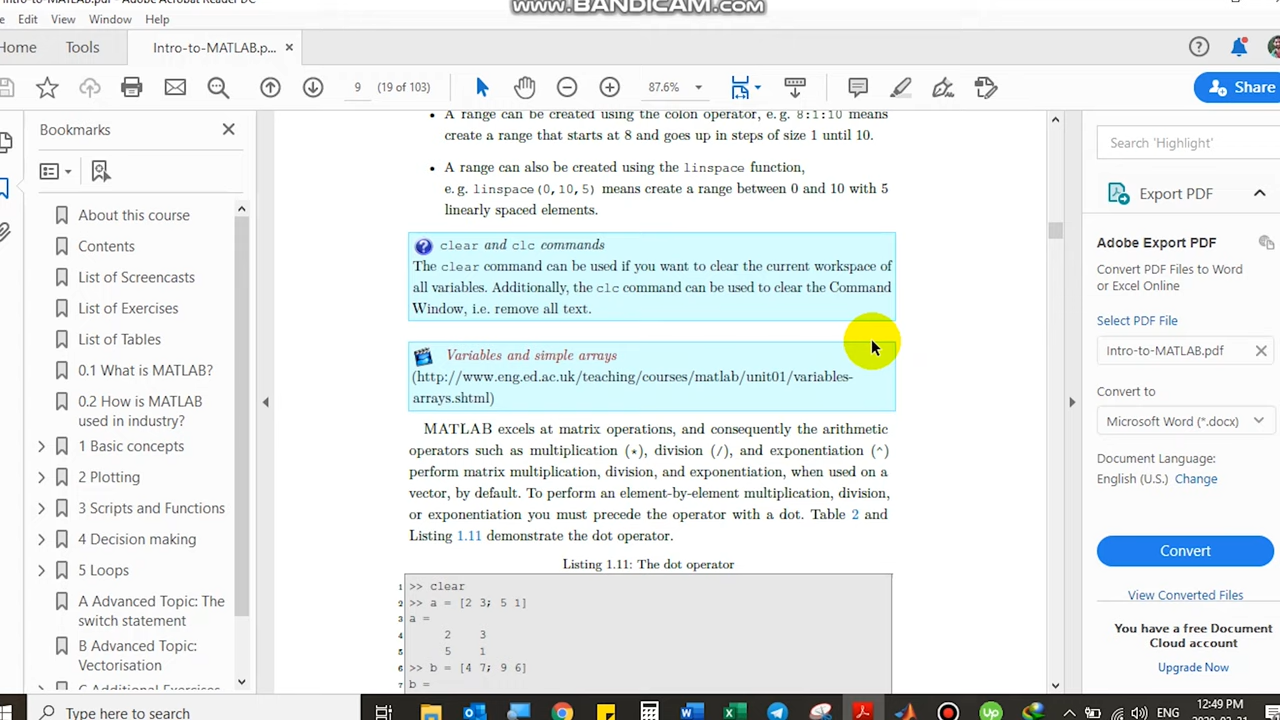 www.BANDICAM.com
Edit View Window Help
Home Tools Intro-to-MATLAB.p... ×
9 (19 of 103) 87.6% Share
Bookmarks
About this course
Contents
List of Screencasts
List of Exercises
List of Tables
0.1 What is MATLAB?
0.2 How is MATLAB
used in industry?
1 Basic concepts
2 Plotting
3 Scripts and Functions
4 Decision making
5 Loops
A Advanced Topic: The
switch statement
B Advanced Topic:
Vectorisation
C Additional Exercises
• A range can be created using the colon operator, e.g. 8:1:10 means
create a range that starts at 8 and goes up in steps of size 1 until 10.
• A range can also be created using the linspace function,
e.g. linspace(0,10,5) means create a range between 0 and 10 with 5
linearly spaced elements.
clear and clc commands
The clear command can be used if you want to clear the current workspace of
all variables. Additionally, the clc command can be used to clear the Command
Window, i.e. remove all text.
Variables and simple arrays
(http://www.eng.ed.ac.uk/teaching/courses/matlab/unit01/variables-
arrays.shtml)
MATLAB excels at matrix operations, and consequently the arithmetic
operators such as multiplication (*), division (/), and exponentiation (^)
perform matrix multiplication, division, and exponentiation, when used on a
vector, by default. To perform an element-by-element multiplication, division,
or exponentiation you must precede the operator with a dot. Table 2 and
Listing 1.11 demonstrate the dot operator.
Listing 1.11: The dot operator
1 >> clear
2 >> a = [2 3; 5 1]
3 a =
4 2 3
5 5 1
6 >> b = [4 7; 9 6]
7 b =
Search 'Highlight'
Export PDF
Adobe Export PDF
Convert PDF Files to Word
or Excel Online
Select PDF File
Intro-to-MATLAB.pdf
Convert to
Microsoft Word (*.docx)
Document Language:
English (U.S.) Change
Convert
View Converted Files
You have a free Document
Cloud account
Upgrade Now
Type here to search
ENG
12:49 PM